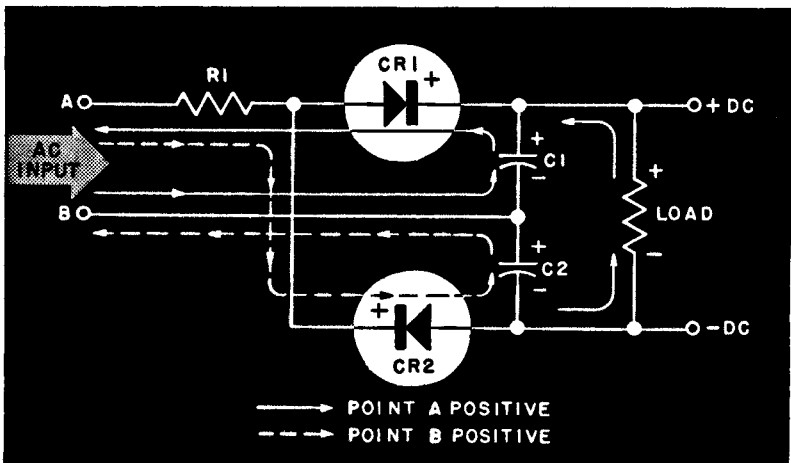 CR1
+
R1
A
+ DC
AC
INPUT
+
C1
-
+
LOAD
-
B
+
C2
-
+
CR2
- DC
POINT A POSITIVE
POINT B POSITIVE